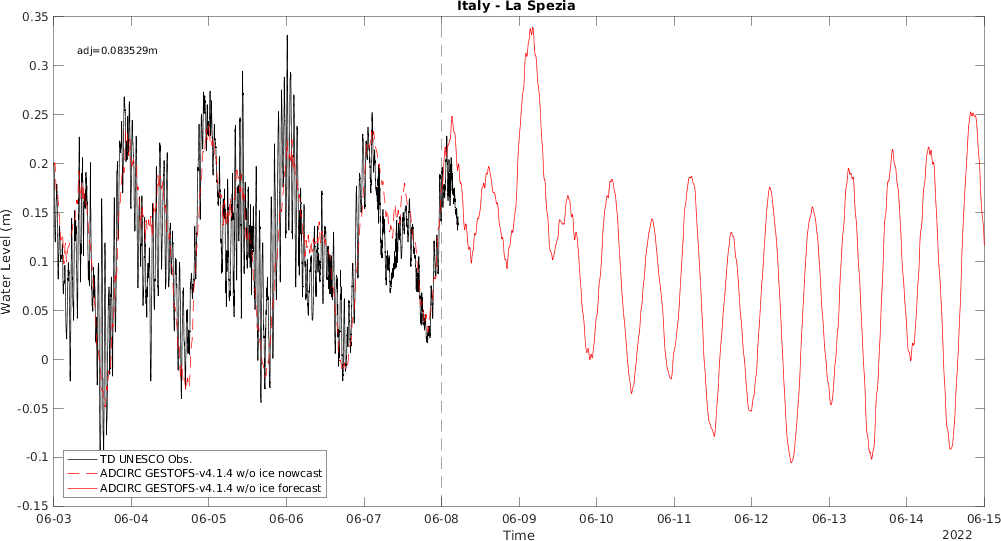 Italy - La Spezia
adj=0.083529m
0.35
0.3
0.25
0.2
0.15
0.1
0.05
0
-0.05
-0.1
-0.15
Water Level (m)
TD UNESCO Obs.
ADCIRC GESTOFS-v4.1.4 w/o ice nowcast
ADCIRC GESTOFS-v4.1.4 w/o ice forecast
06-03 06-04 06-05 06-06 06-07 06-08 06-09 06-10 06-11 06-12 06-13 06-14 06-15
Time
2022